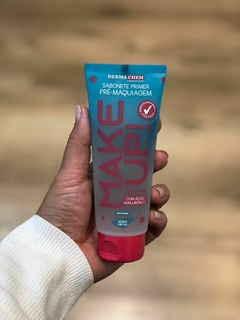 DERMA CHEM
SABONETE PRIMER
PRÉ-MAQUIAGEM
MAKE
UP!
COM ÁCIDO
HIALURÔNICO